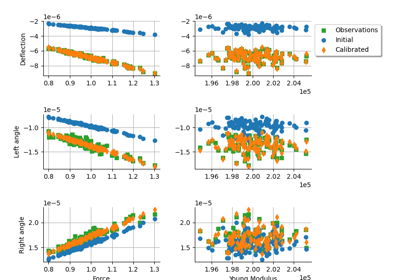 1e−6
1e−6
Deflection
−2
−4
−6
−8
−2
−4
−6
−8
0.8 0.9 1.0 1.1 1.2 1.3
1.96 1.98 2.00 2.02 2.04
1e5
Observations
Initial
Calibrated
1e−5
1e−5
Left angle
−1.0
−1.5
−1.0
−1.5
0.8 0.9 1.0 1.1 1.2 1.3
1.96 1.98 2.00 2.02 2.04
1e5
1e−5
1e−5
Right angle
2.0
1.5
2.0
1.5
0.8 0.9 1.0 1.1 1.2 1.3
1.96 1.98 2.00 2.02 2.04
1e5
Force
Young Modulus